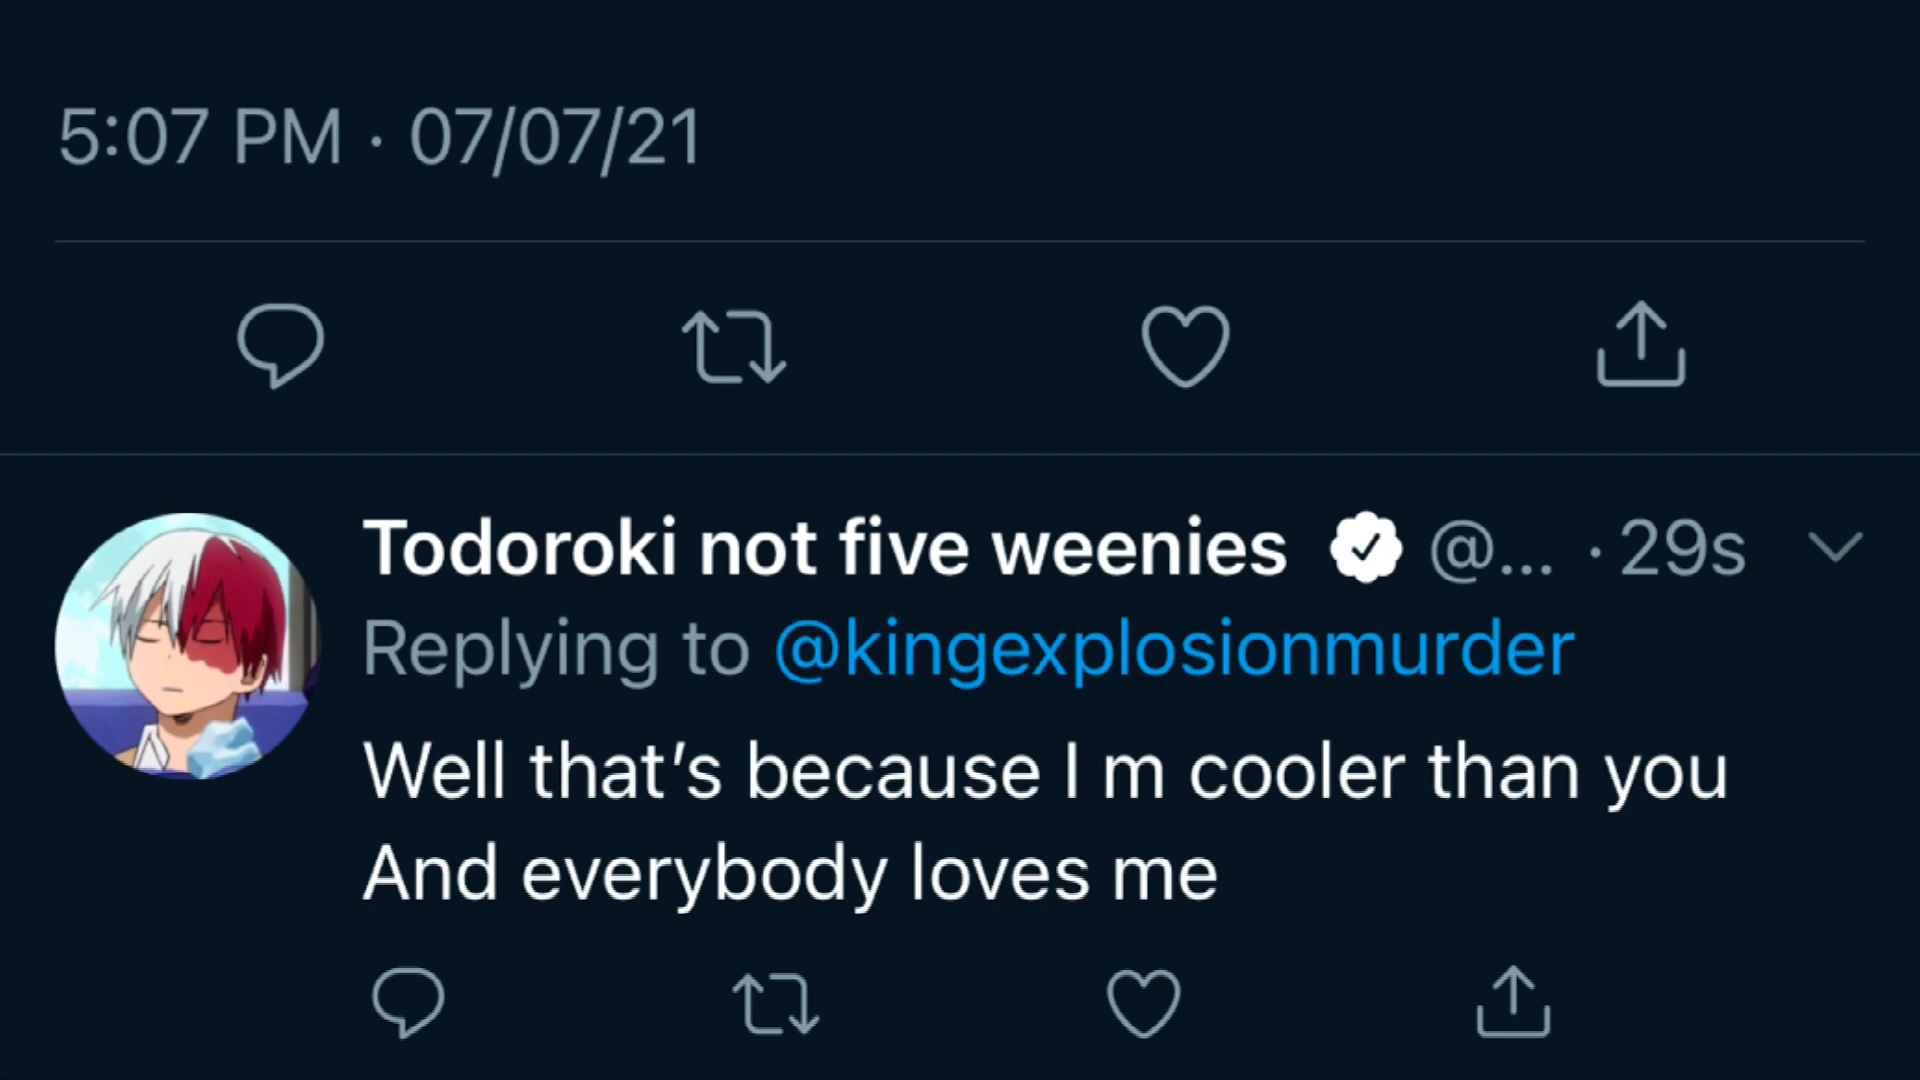 5:07 PM · 07/07/21
Todoroki not five weenies @... · 29s
Replying to @kingexplosionmurder
Well that’s because I m cooler than you
And everybody loves me